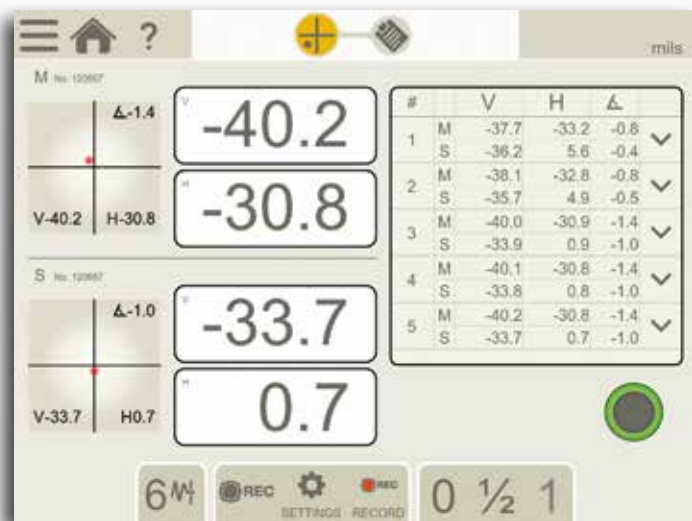 ?
mils
M No. 120667
∡-1.4
V-40.2 H-30.8
V
-40.2
H
-30.8
S No. 120667
∡-1.0
V-33.7 H0.7
V
-33.7
H
0.7
# V H ∡
1 M -37.7 -33.2 -0.8
S -36.2 5.6 -0.4
2 M -38.1 -32.8 -0.8
S -35.7 4.9 -0.5
3 M -40.0 -30.9 -1.4
S -33.9 0.9 -1.0
4 M -40.1 -30.8 -1.4
S -33.8 0.8 -1.0
5 M -40.2 -30.8 -1.4
S -33.7 0.7 -1.0
6
REC
SETTINGS
REC
RECORD
0 ½ 1